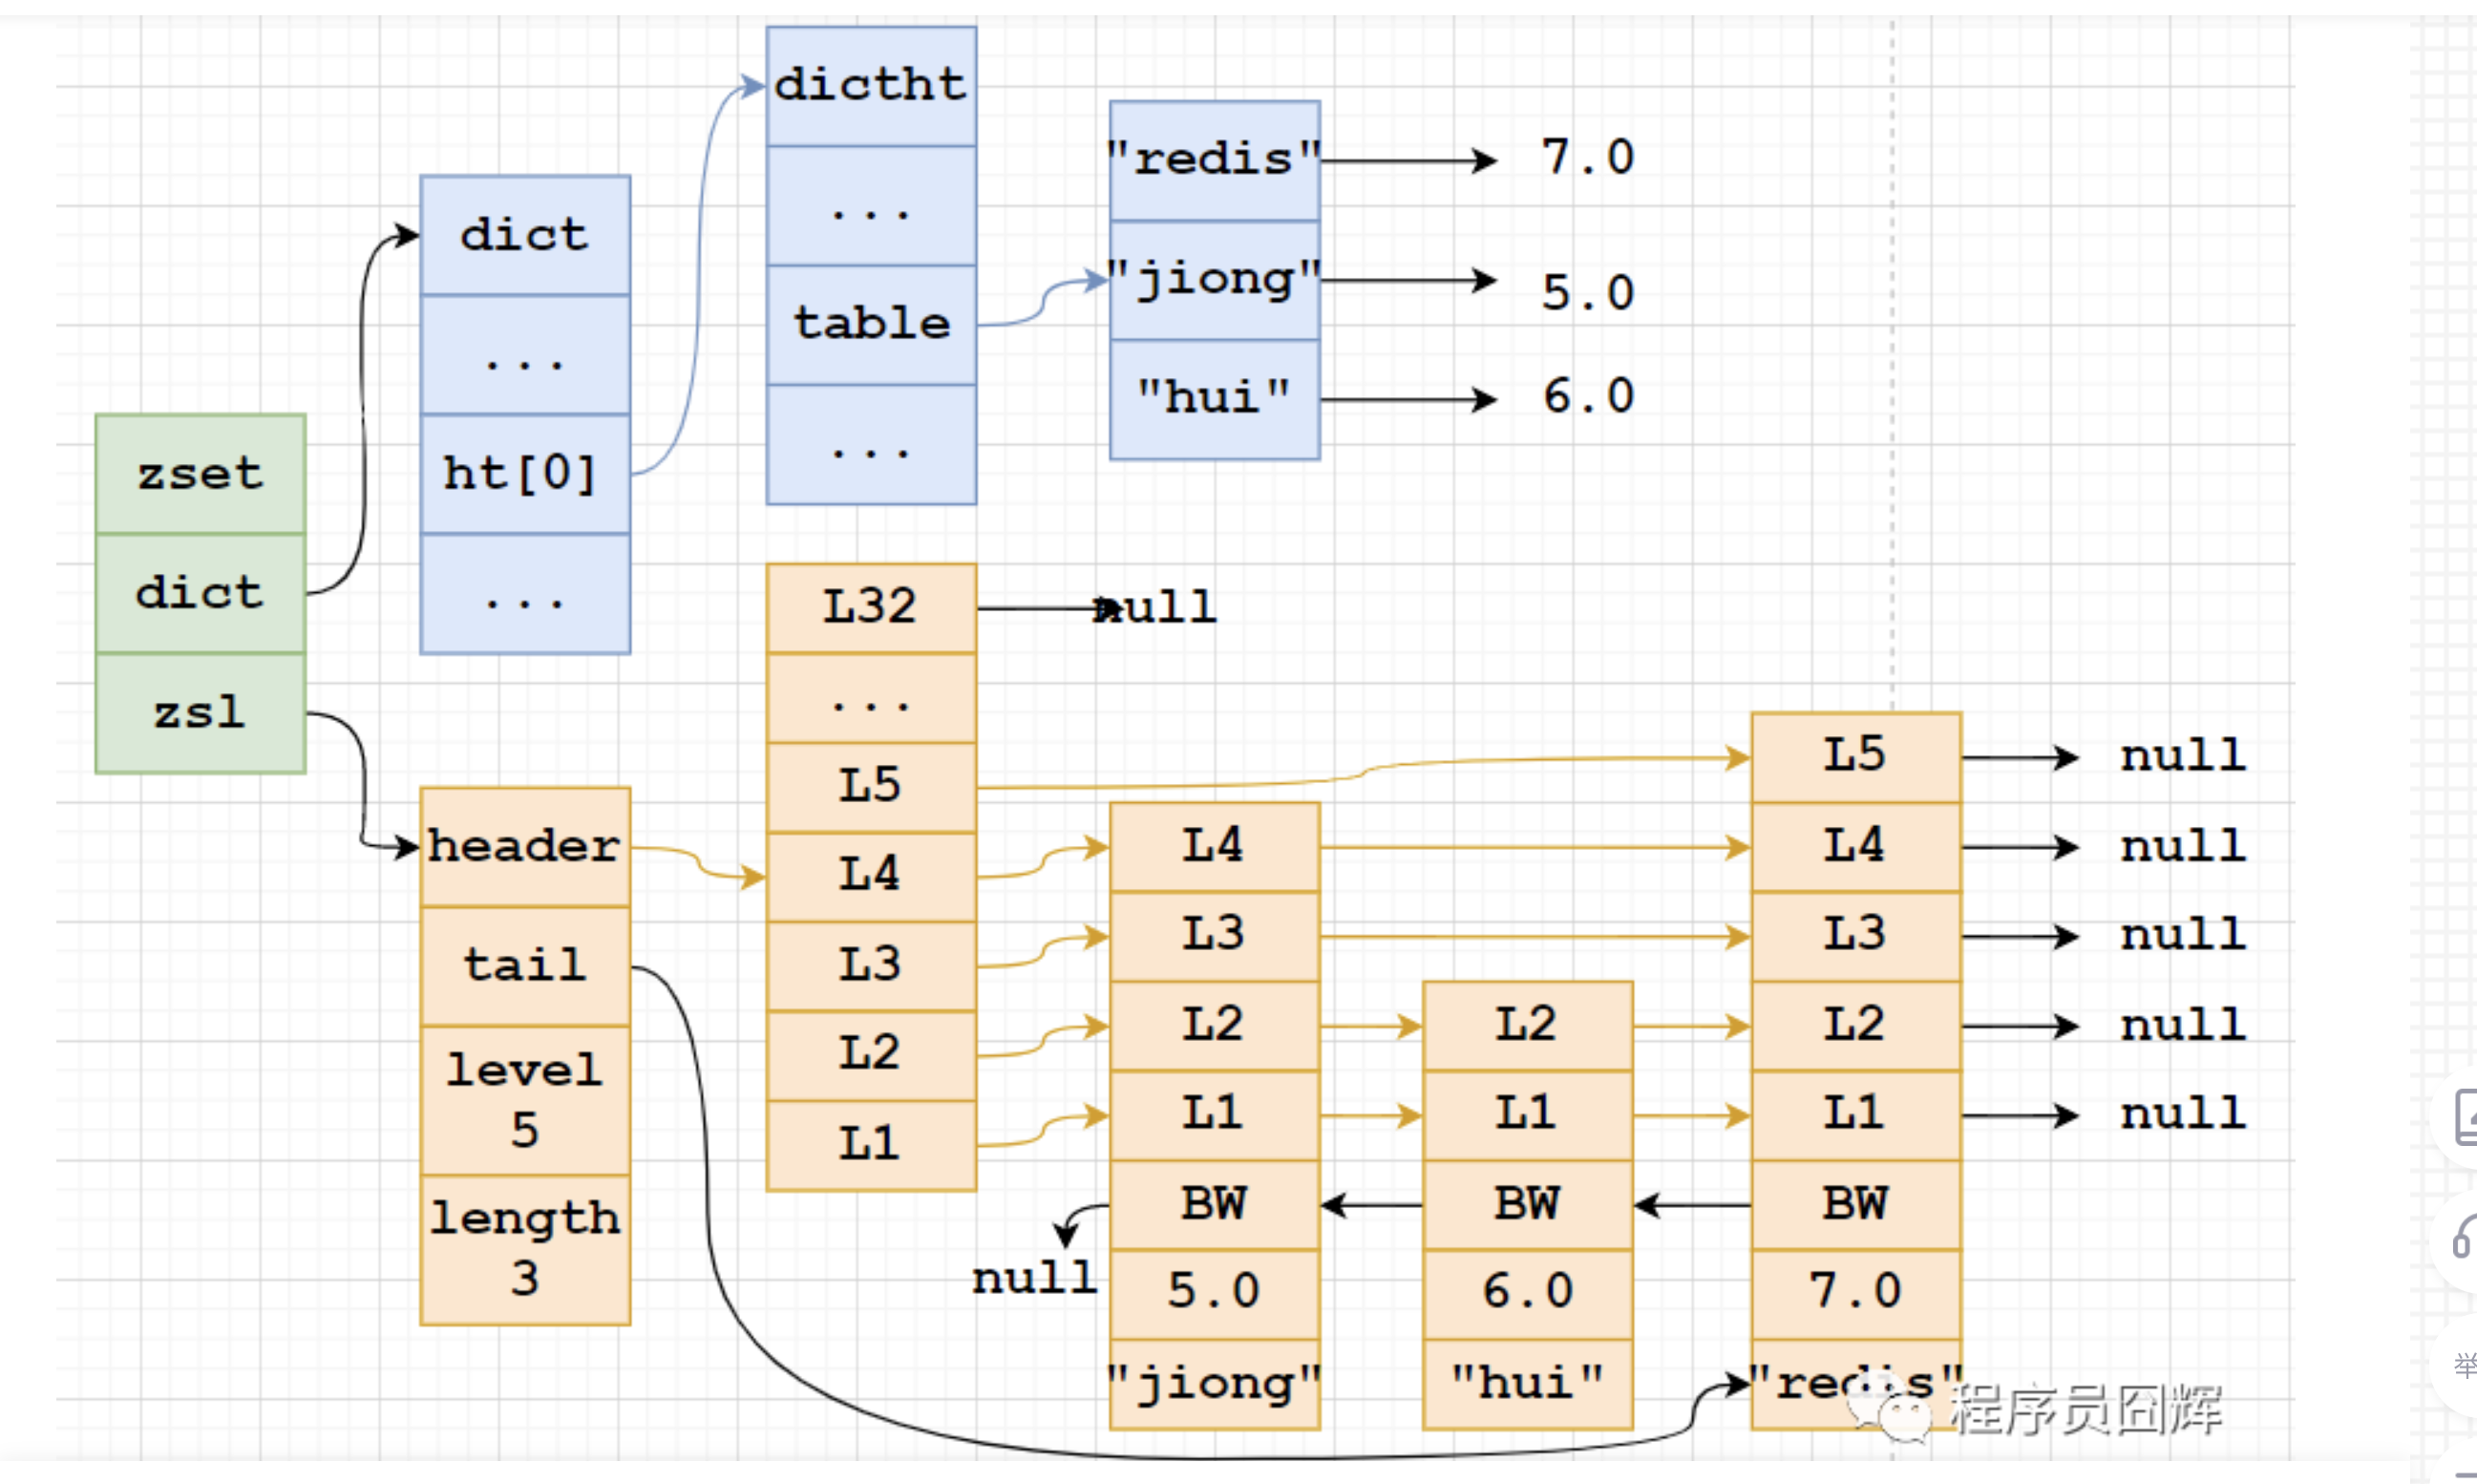 zset
dict
zsl
dict
...
ht[0]
...
dictht
...
table
...
"redis"
7.0
"jiong"
5.0
"hui"
6.0
header
tail
level
5
length
3
L32
null
...
L5
L4
L3
L2
L1
L4
L3
L2
L1
BW
null
5.0
"jiong"
L2
L1
BW
6.0
"hui"
L5
null
L4
null
L3
null
L2
null
L1
null
BW
7.0
"redis"
程序员囧辉
举